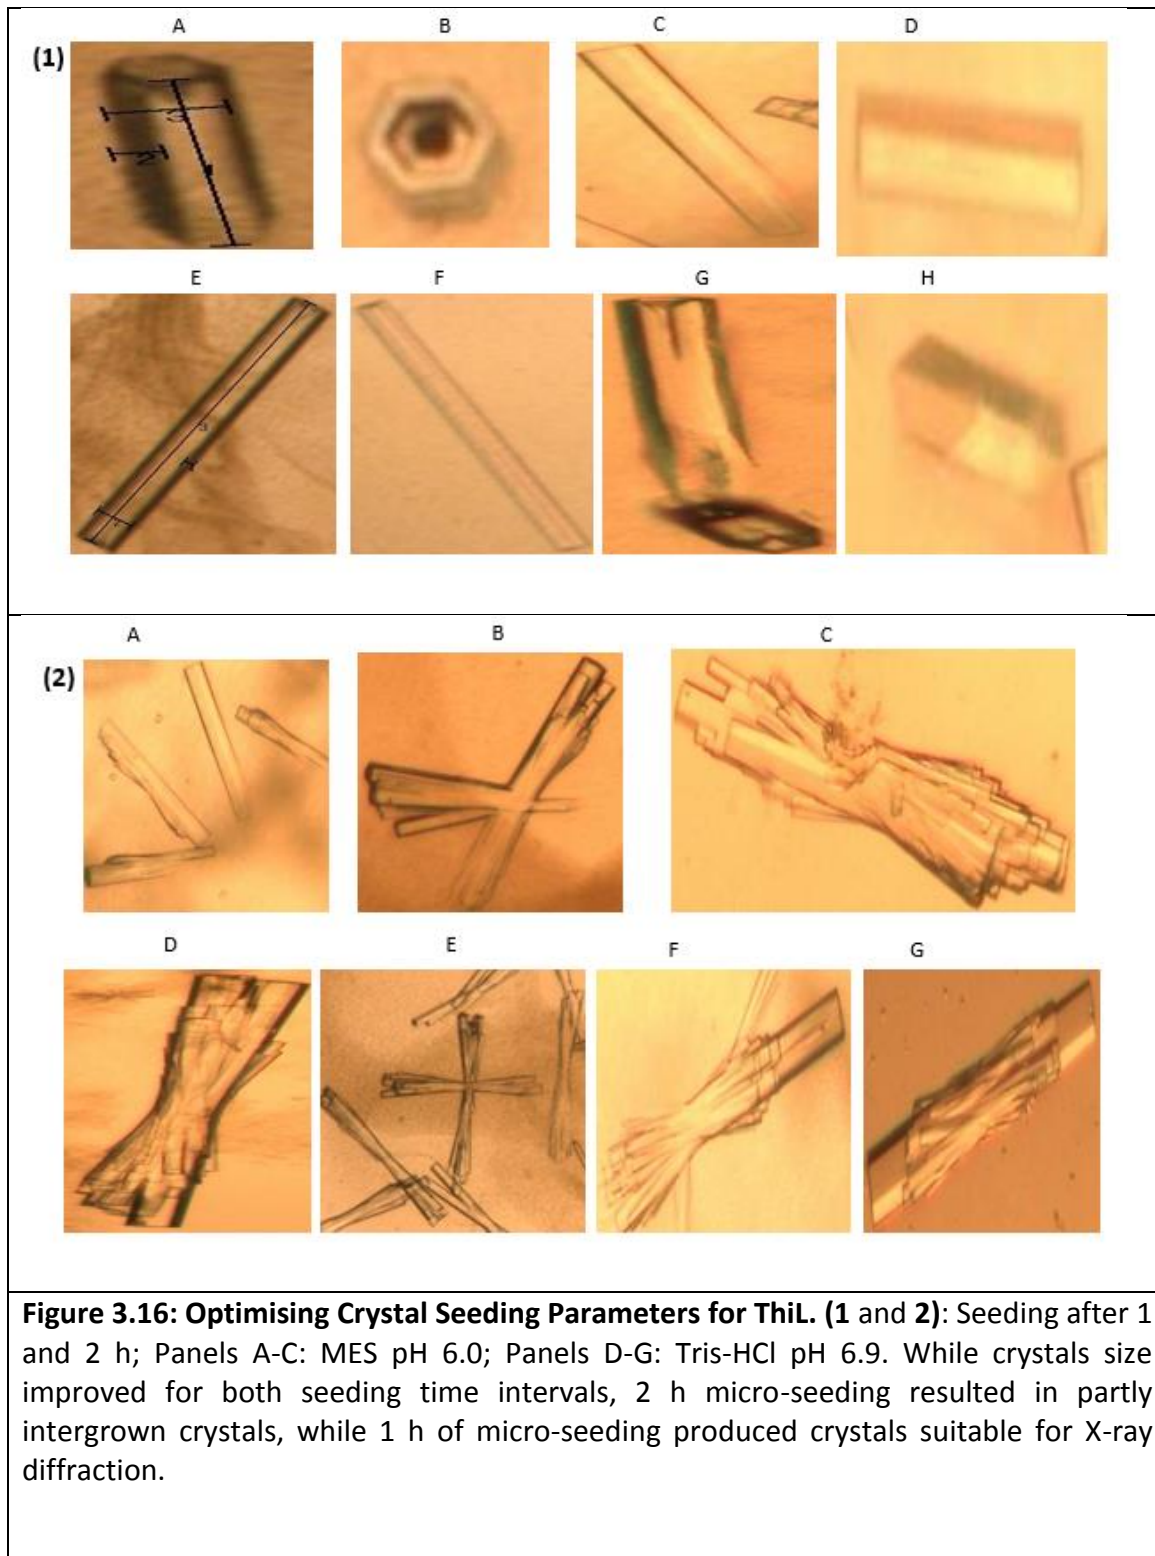 A B C D
(1)
E F G H
A B C
(2)
D E F G
Figure 3.16: Optimising Crystal Seeding Parameters for ThiL. (1 and 2): Seeding after 1
and 2 h; Panels A-C: MES pH 6.0; Panels D-G: Tris-HCl pH 6.9. While crystals size
improved for both seeding time intervals, 2 h micro-seeding resulted in partly
intergrown crystals, while 1 h of micro-seeding produced crystals suitable for X-ray
diffraction.